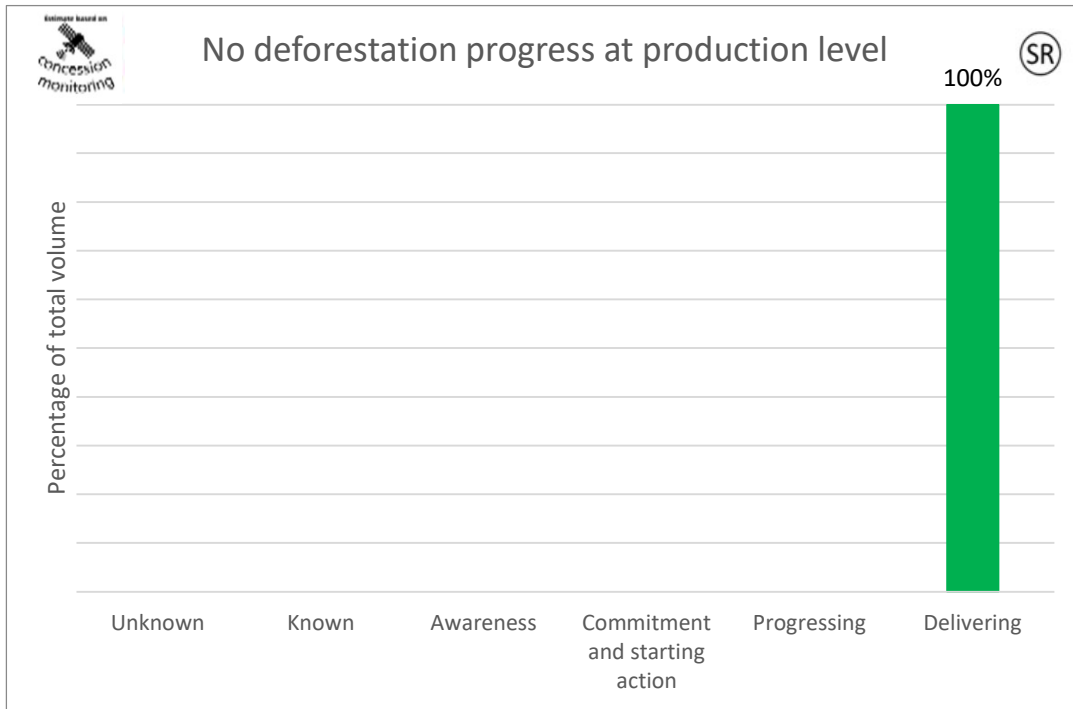 Estimate based on
concession
monitoring
No deforestation progress at production level
SR
100%
Percentage of total volume
Unknown
Known
Awareness
Commitment
and starting
action
Progressing
Delivering